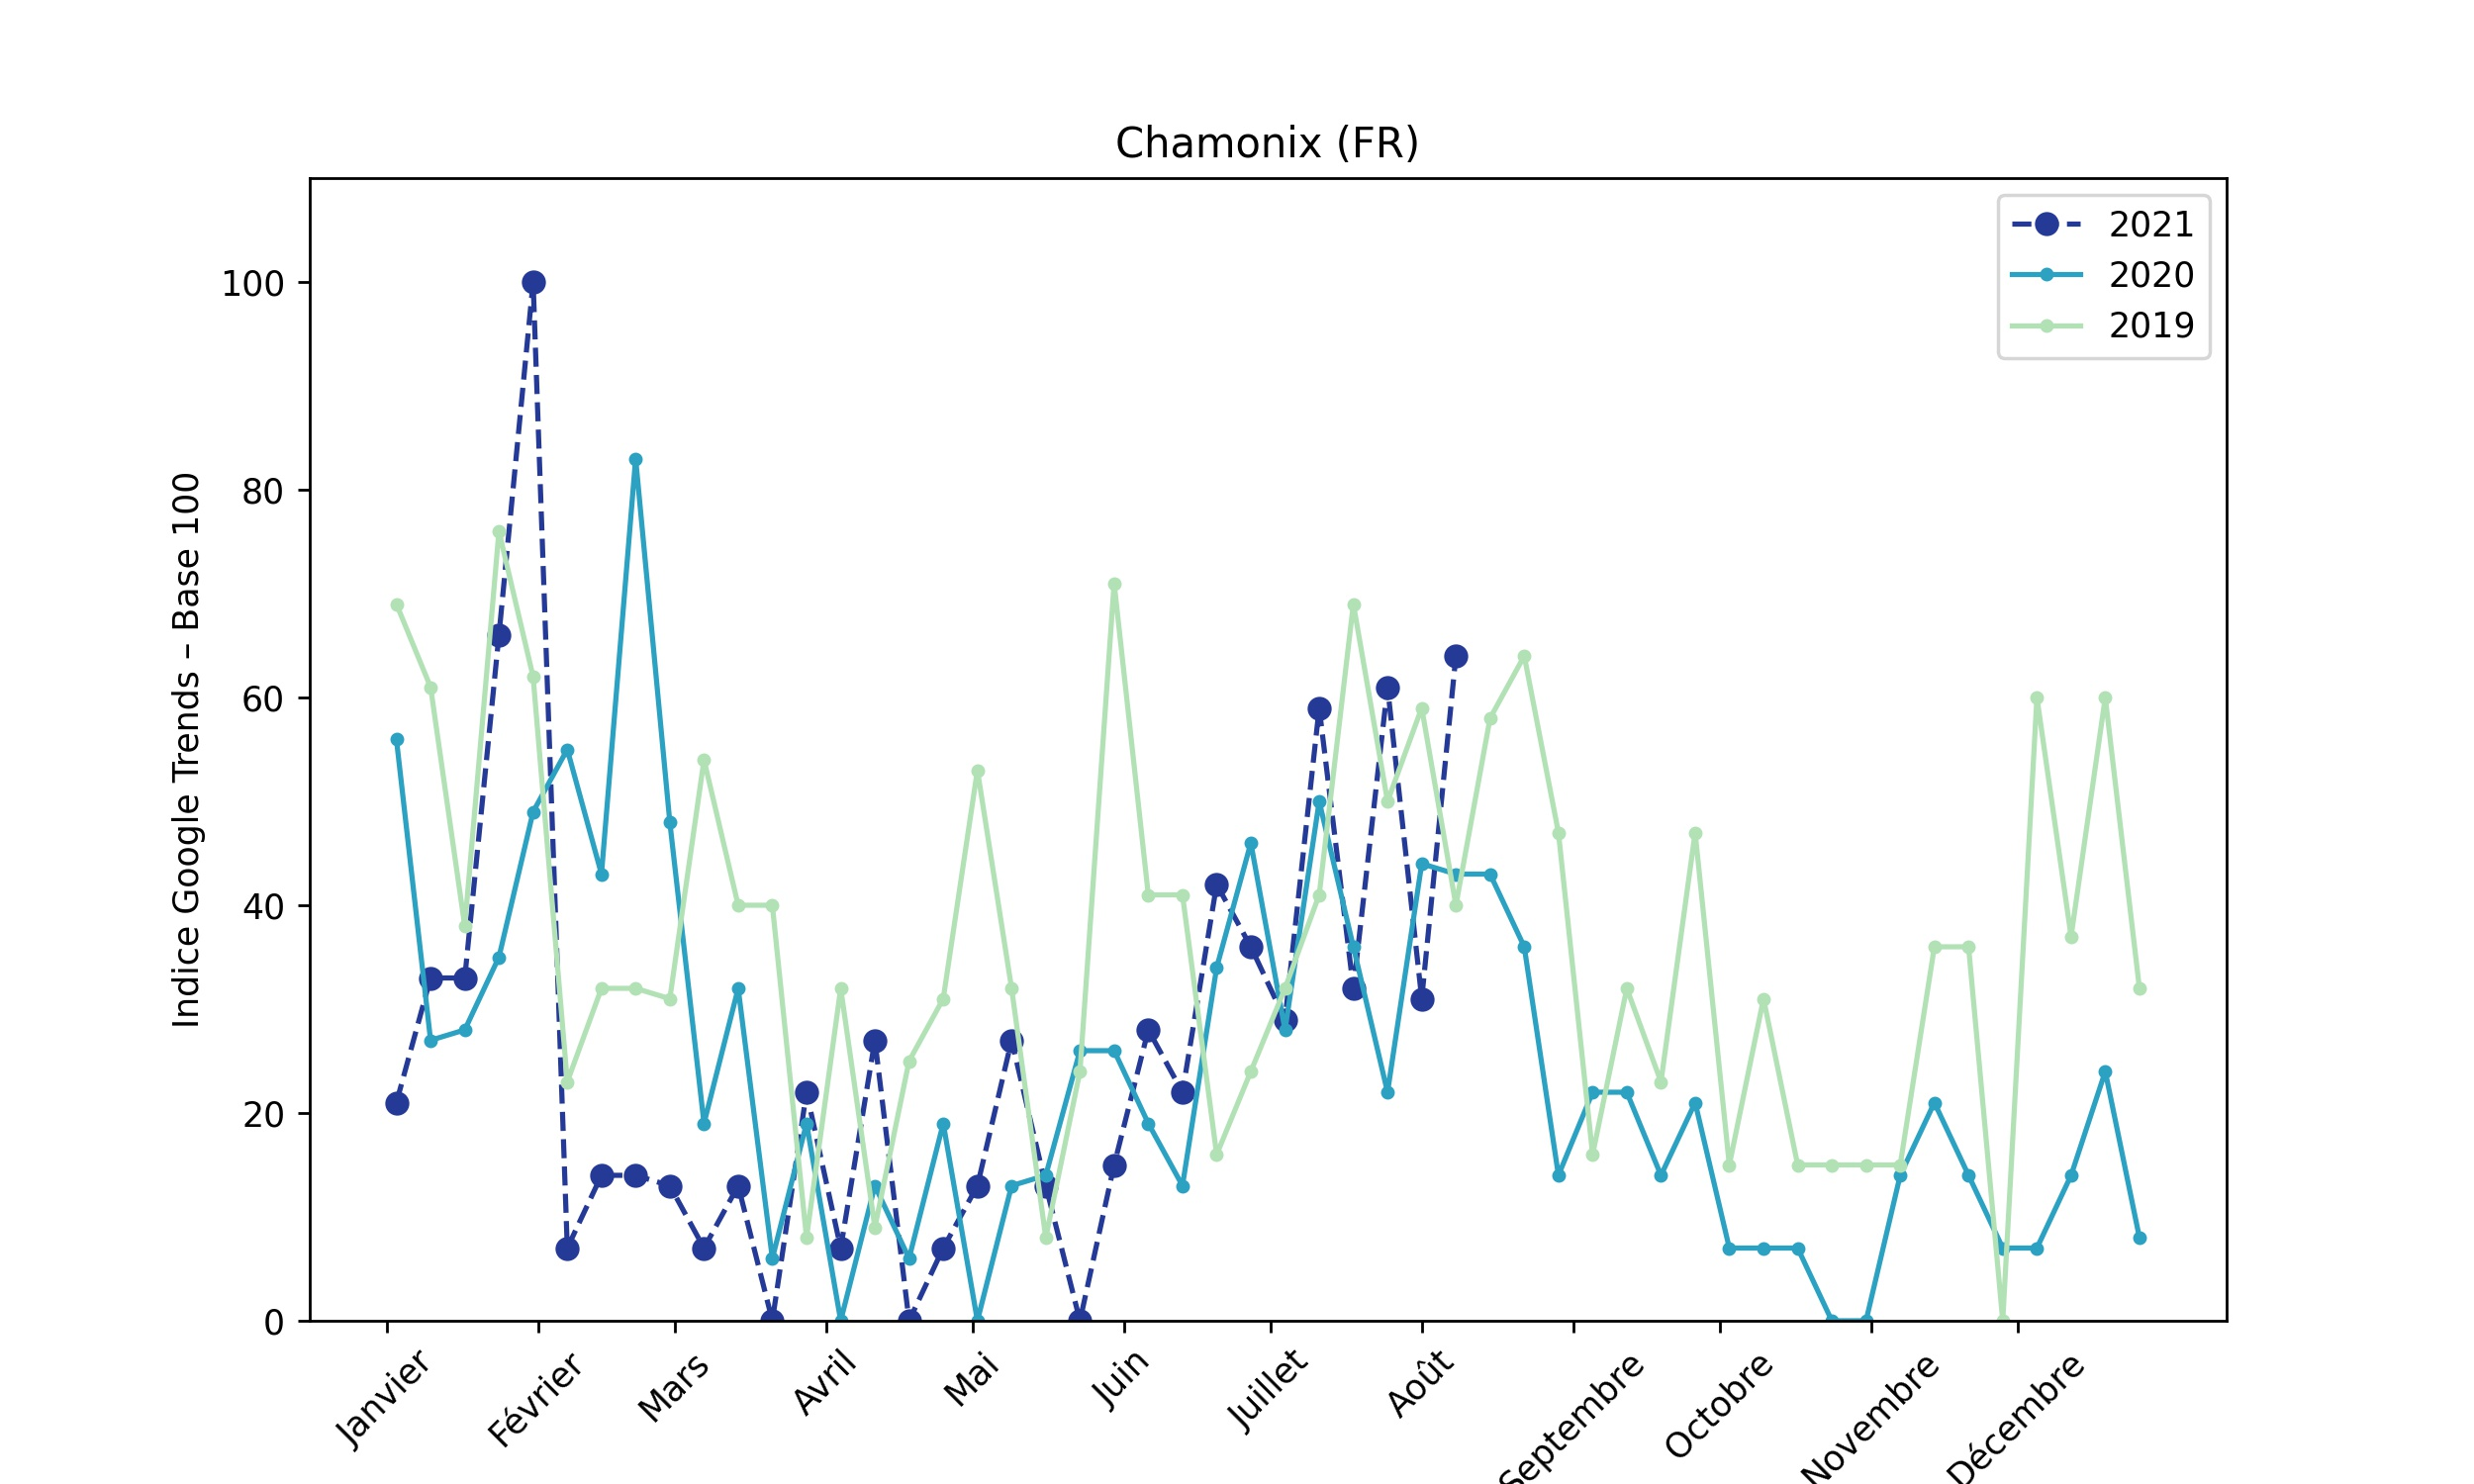 Chamonix (FR)
2021
2020
2019
Indice Google Trends – Base 100
100
80
60
40
20
0
Janvier
Février
Mars
Avril
Mai
Juin
Juillet
Août
Septembre
Octobre
Novembre
Décembre